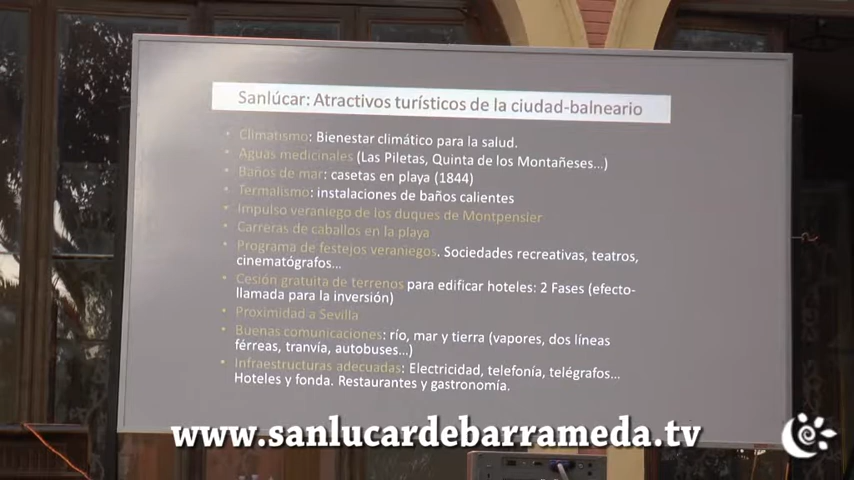 Sanlúcar: Atractivos turísticos de la ciudad-balneario
• Climatismo: Bienestar climático para la salud.
• Aguas medicinales (Las Piletas, Quinta de los Montañeses...)
• Baños de mar: casetas en playa (1844)
• Termalismo: instalaciones de baños calientes
• Impulso veraniego de los duques de Montpensier
• Carreras de caballos en la playa
• Programa de festejos veraniegos. Sociedades recreativas, teatros,
cinematógrafos...
• Cesión gratuita de terrenos para edificar hoteles: 2 Fases (efecto-
llamada para la inversión)
• Proximidad a Sevilla
• Buenas comunicaciones: río, mar y tierra (vapores, dos líneas
férreas, tranvía, autobuses...)
• Infraestructuras adecuadas: Electricidad, telefonía, telégrafos...
Hoteles y fonda. Restaurantes y gastronomía.
www.sanlucardebarrameda.tv